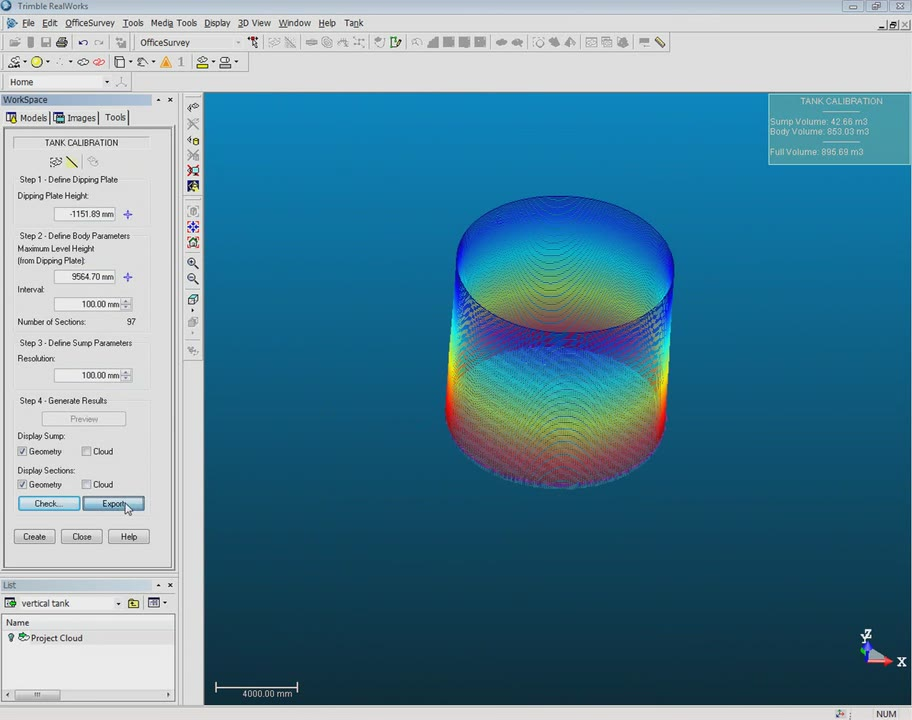 Trimble RealWorks
File Edit OfficeSurvey Tools Media Tools Display 3D View Window Help Tank
OfficeSurvey
1
Home
WorkSpace
Models Images Tools
TANK CALIBRATION
Step 1 - Define Dipping Plate
Dipping Plate Height:
-1151.89 mm
Step 2 - Define Body Parameters
Maximum Level Height
(from Dipping Plate):
9564.70 mm
Interval:
100.00 mm
Number of Sections: 97
Step 3 - Define Sump Parameters
Resolution:
100.00 mm
Step 4 - Generate Results
Preview
Display Sump:
Geometry Cloud
Display Sections:
Geometry Cloud
Check... Export
Create Close Help
List
vertical tank
Name
Project Cloud
TANK CALIBRATION
Sump Volume: 42.66 m3
Body Volume: 853.03 m3
Full Volume: 895.69 m3
4000.00 mm
Z
Y
X
NUM